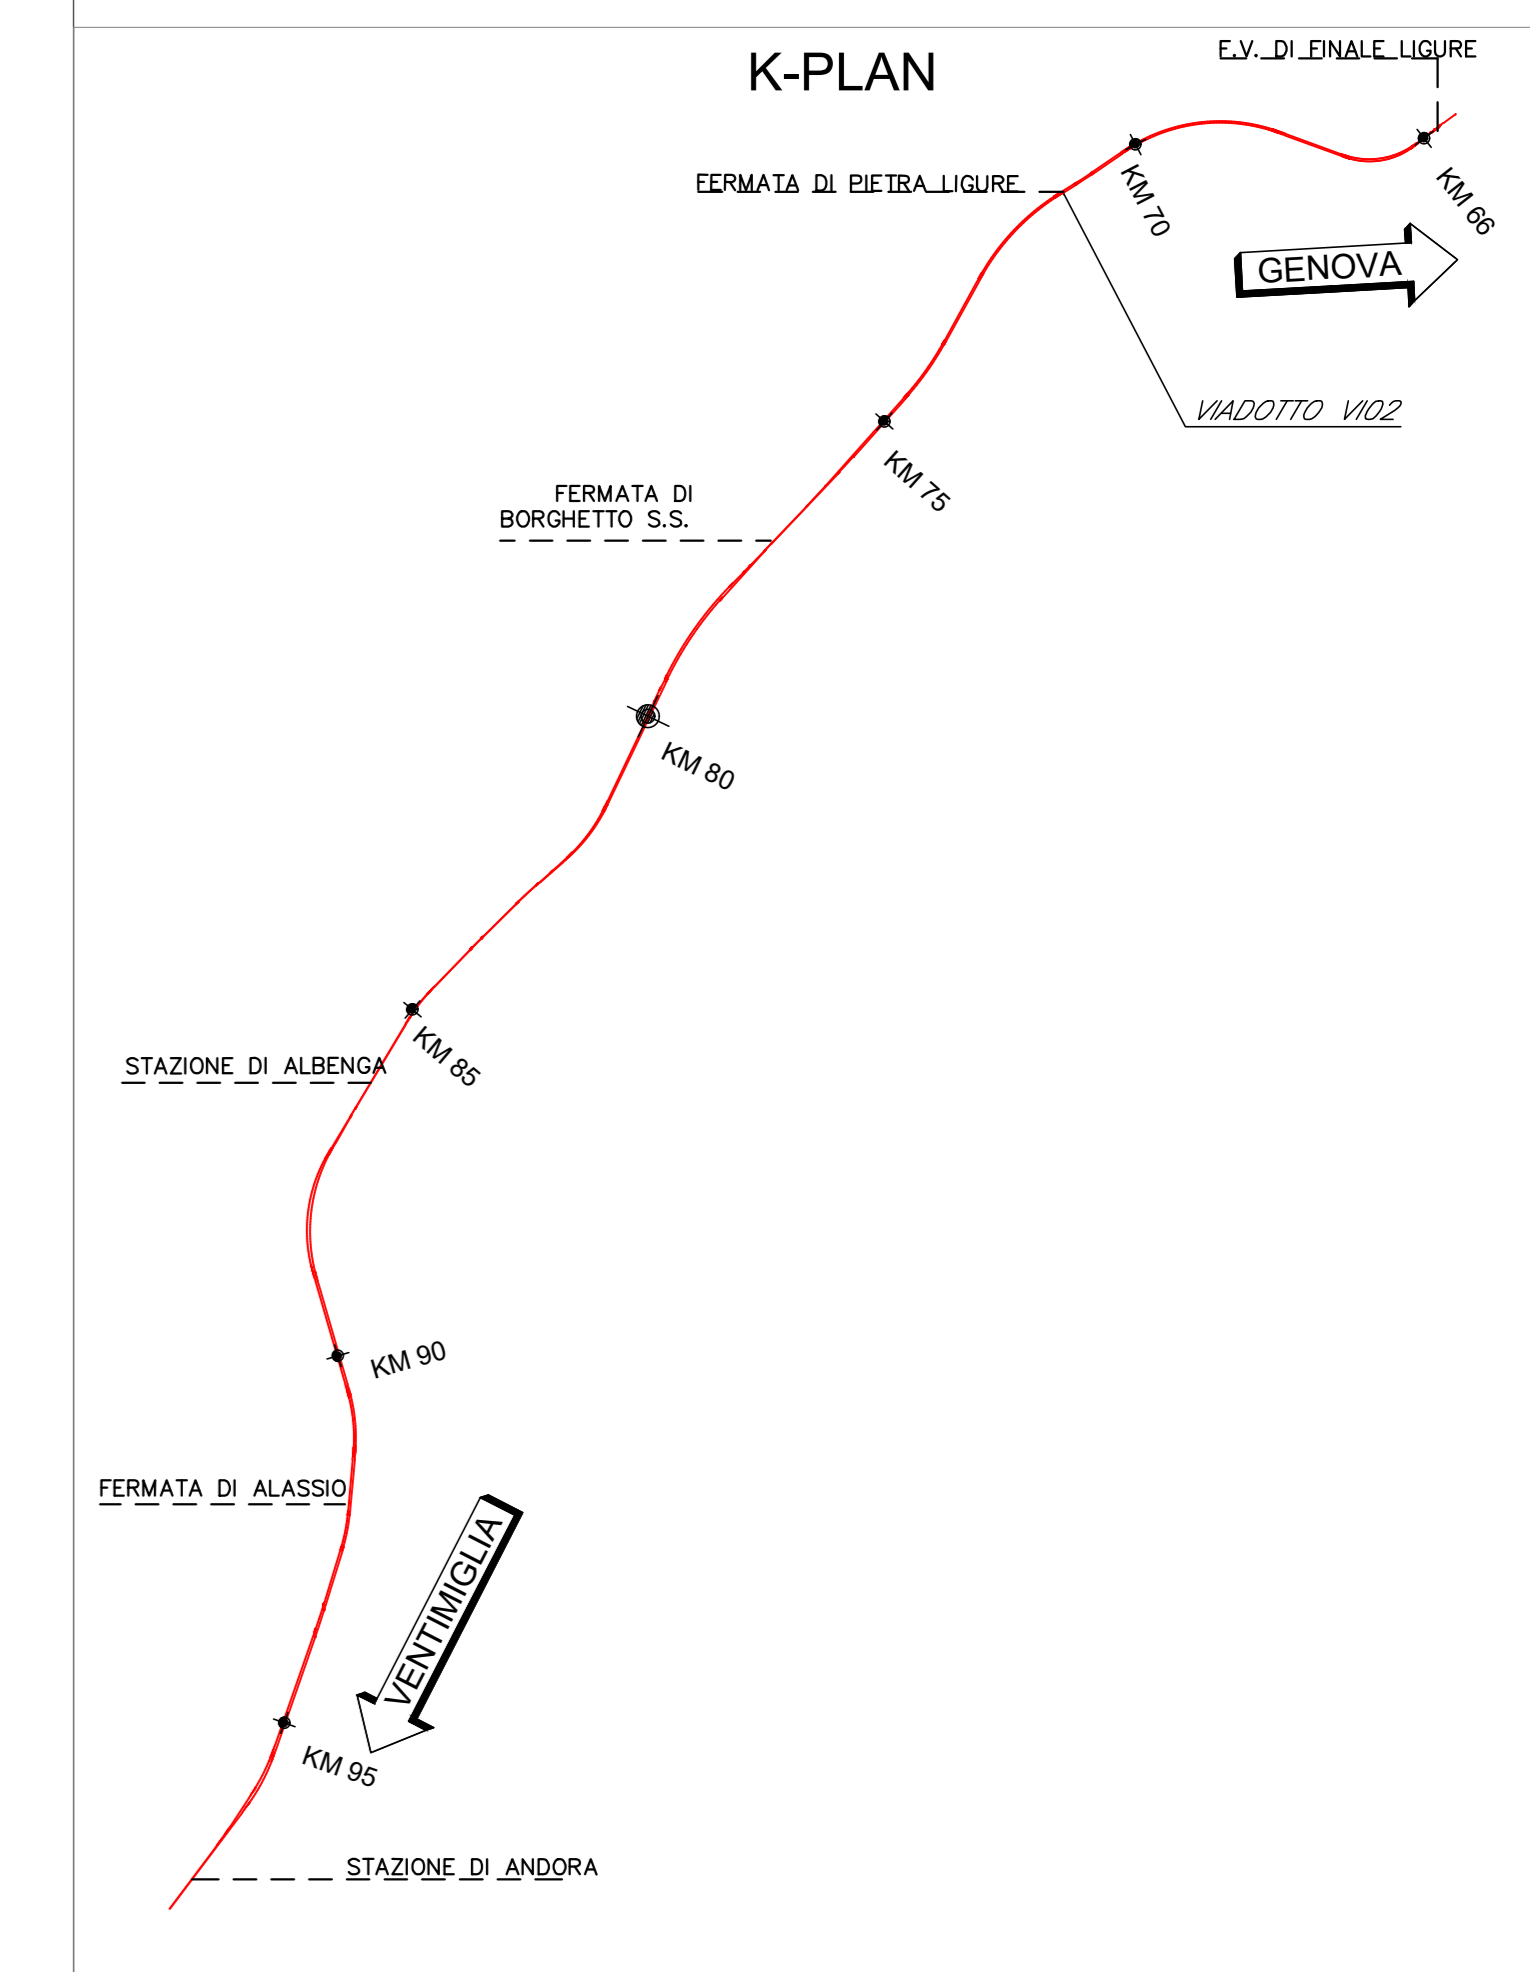 K-PLAN
F.V. DI FINALE LIGURE
FERMATA DI PIETRA LIGURE
KM 70
KM 66
GENOVA
VIADOTTO VI02
KM 75
FERMATA DI
BORGHETTO S.S.
KM 80
KM 85
STAZIONE DI ALBENGA
KM 90
FERMATA DI ALASSIO
VENTIMIGLIA
KM 95
STAZIONE DI ANDORA